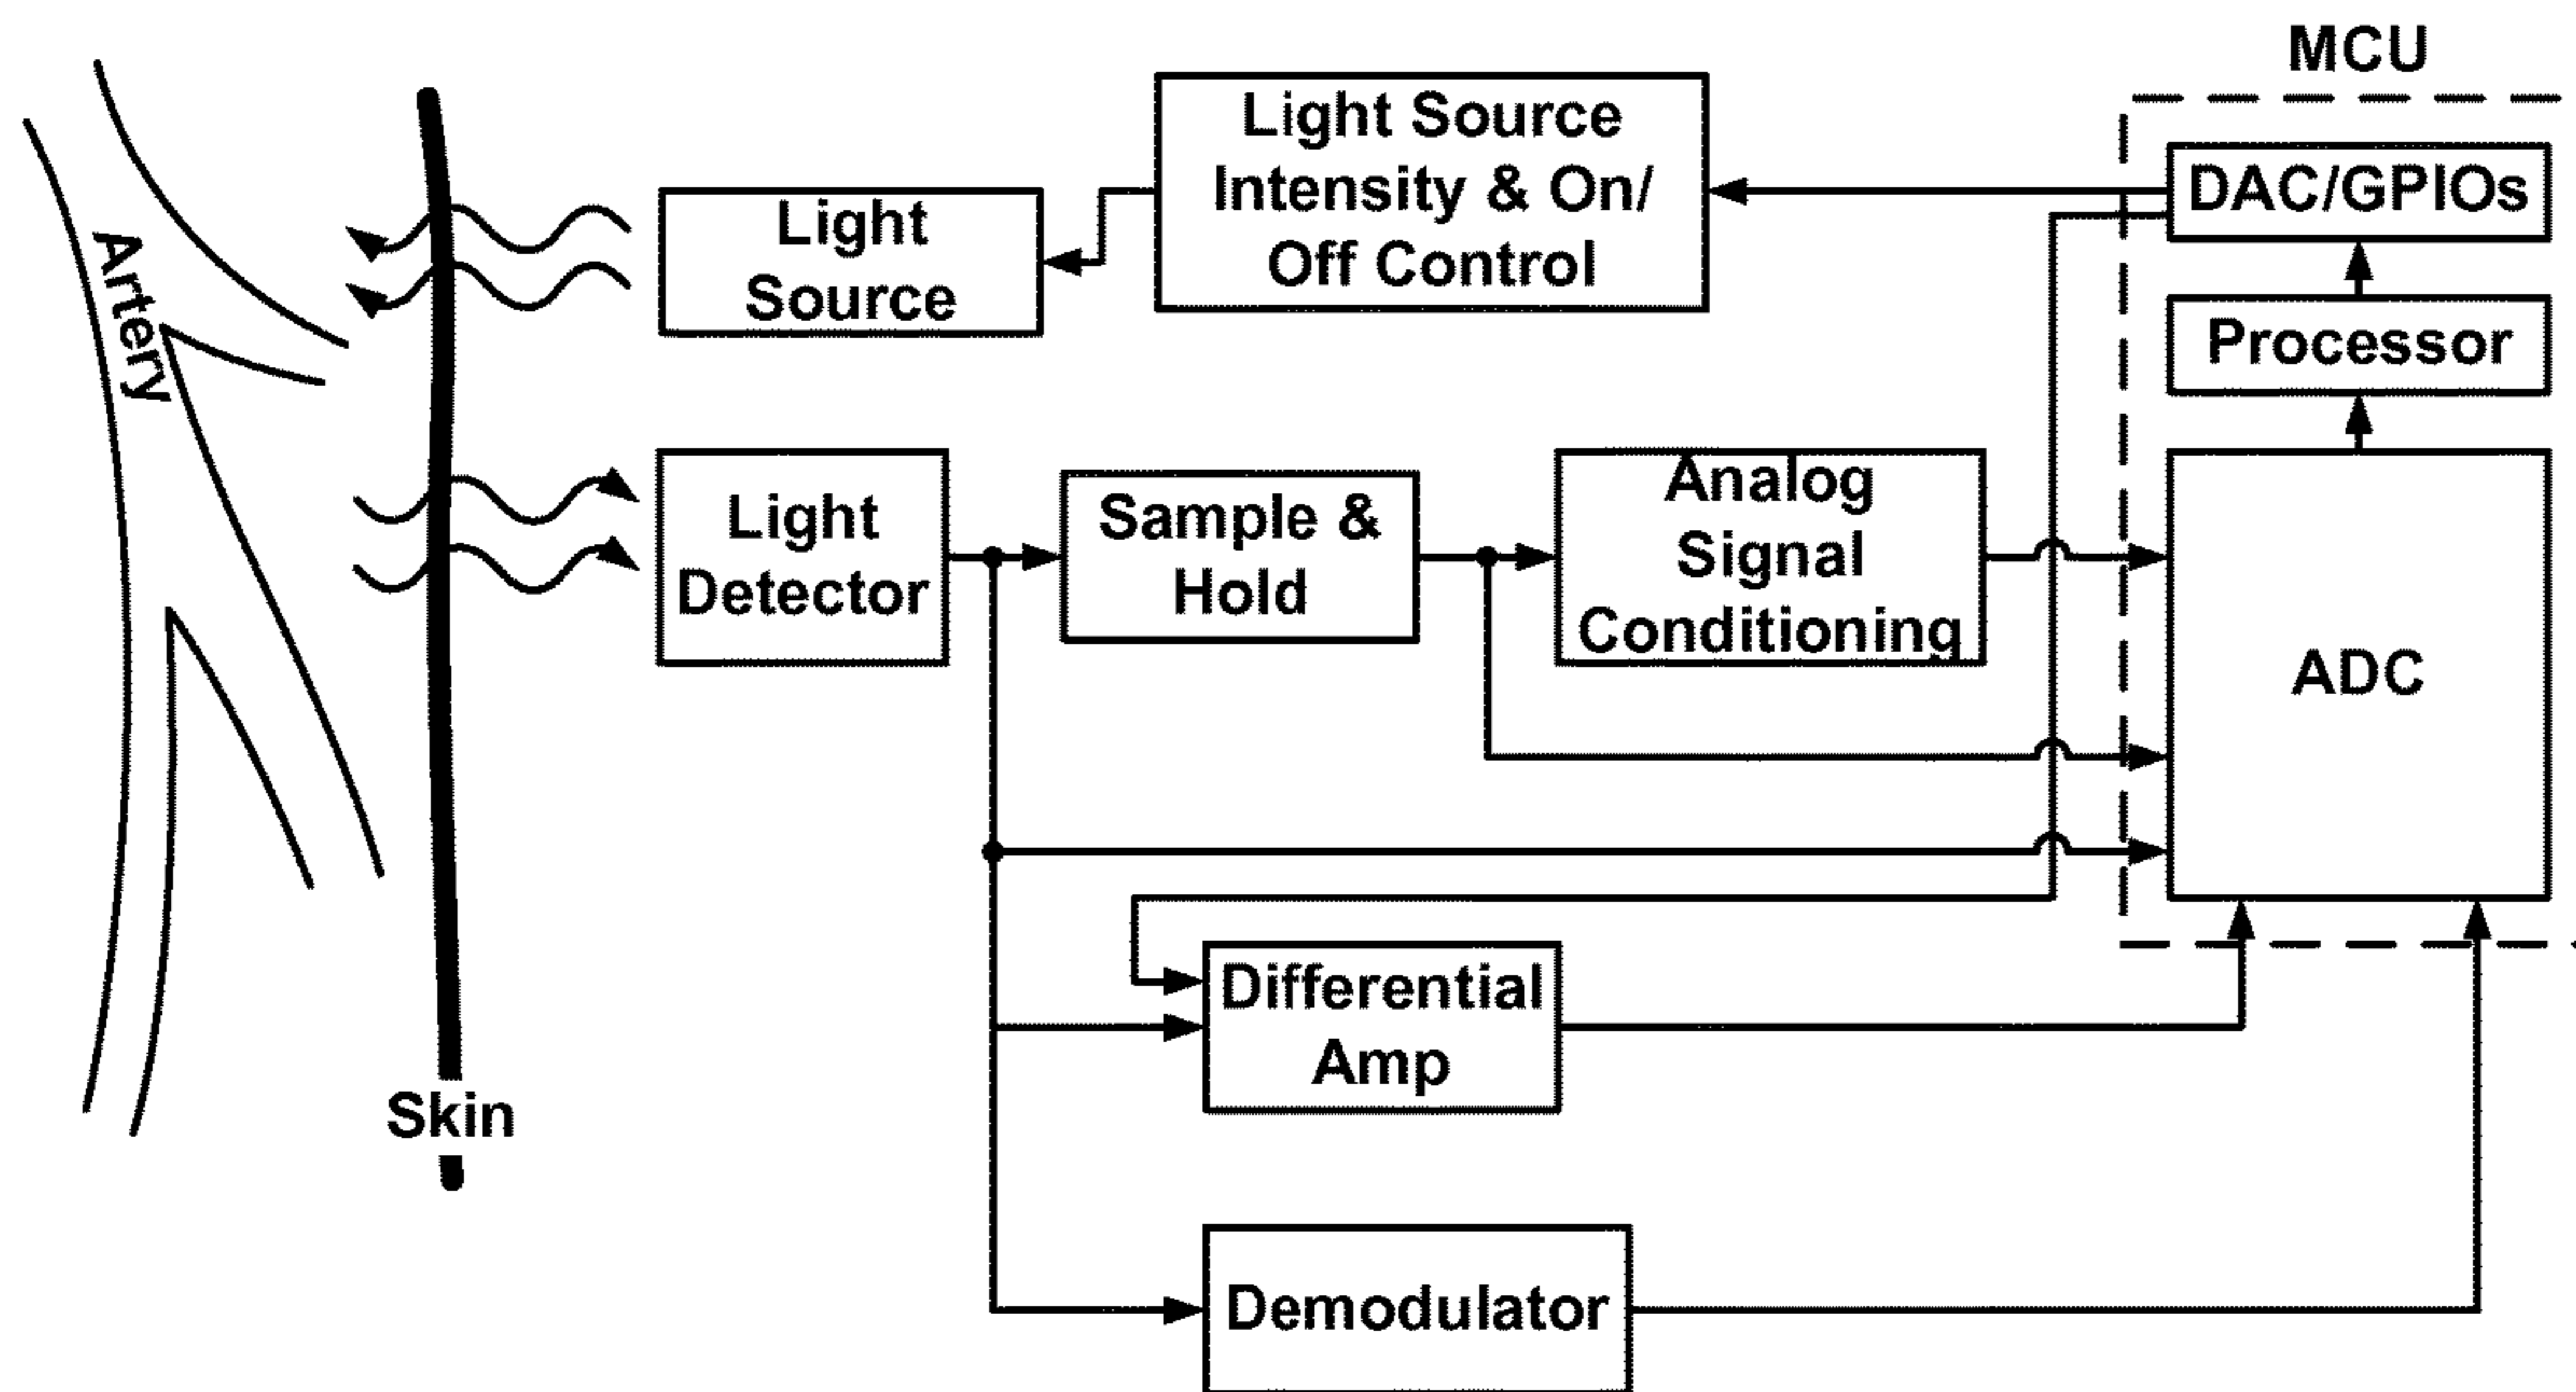 MCU
Light Source
Intensity & On/
Off Control
DAC/GPIOs
Light
Source
Artery
Processor
Light
Detector
Sample &
Hold
Analog
Signal
Conditioning
ADC
Differential
Amp
Skin
Demodulator